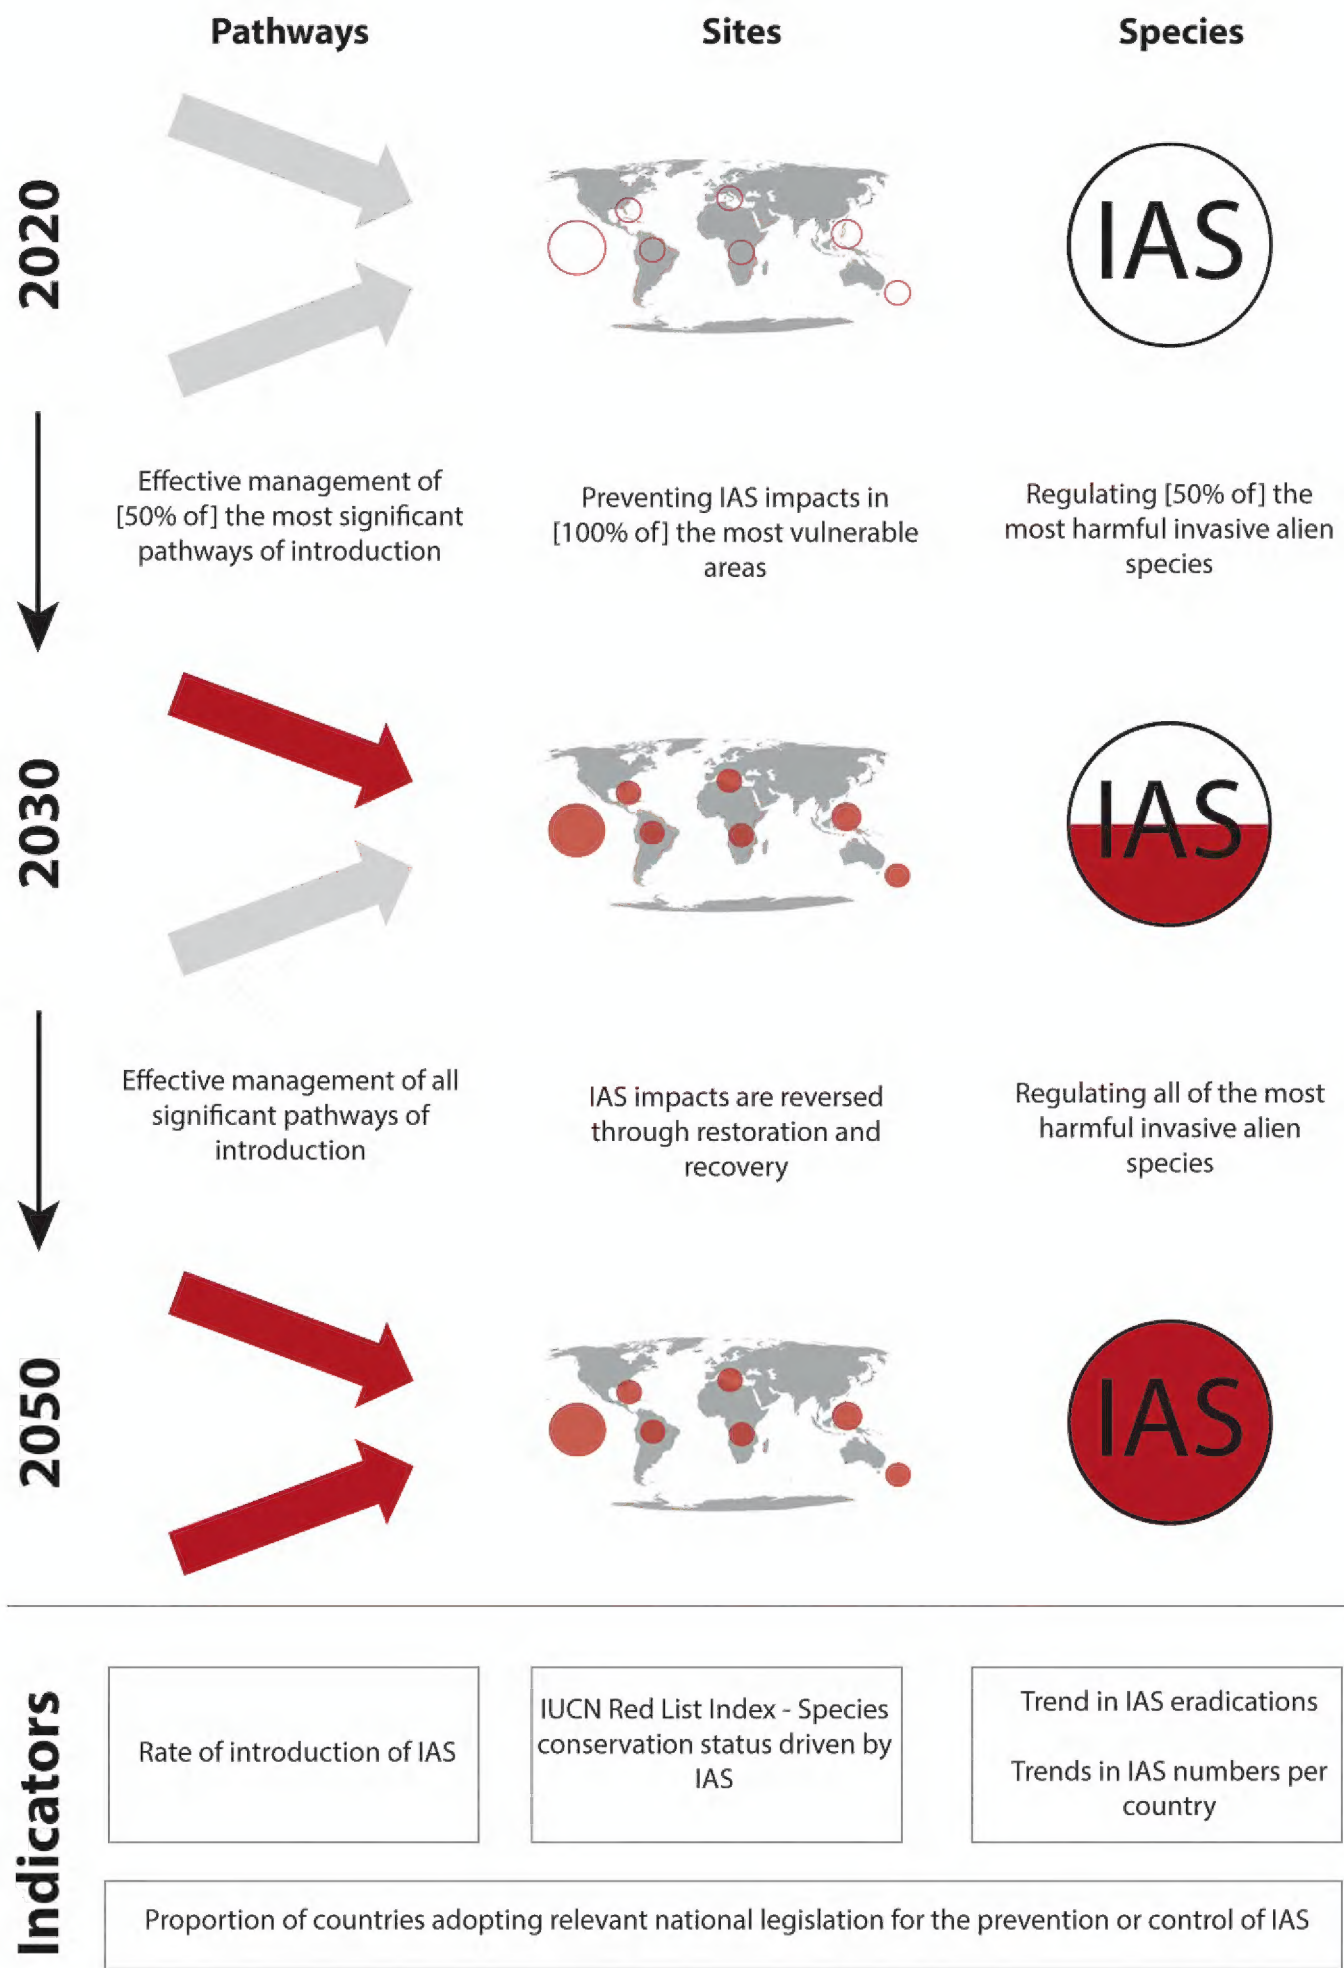 Pathways
Sites
Species
2020
IAS
Effective management of
[50% of] the most significant
pathways of introduction
Preventing IAS impacts in
[100% of] the most vulnerable
areas
Regulating [50% of] the
most harmful invasive alien
species
2030
IAS
Effective management of all
significant pathways of
introduction
IAS impacts are reversed
through restoration and
recovery
Regulating all of the most
harmful invasive alien
species
2050
IAS
Indicators
Rate of introduction of IAS
IUCN Red List Index - Species
conservation status driven by
IAS
Trend in IAS eradications
Trends in IAS numbers per
country
Proportion of countries adopting relevant national legislation for the prevention or control of IAS